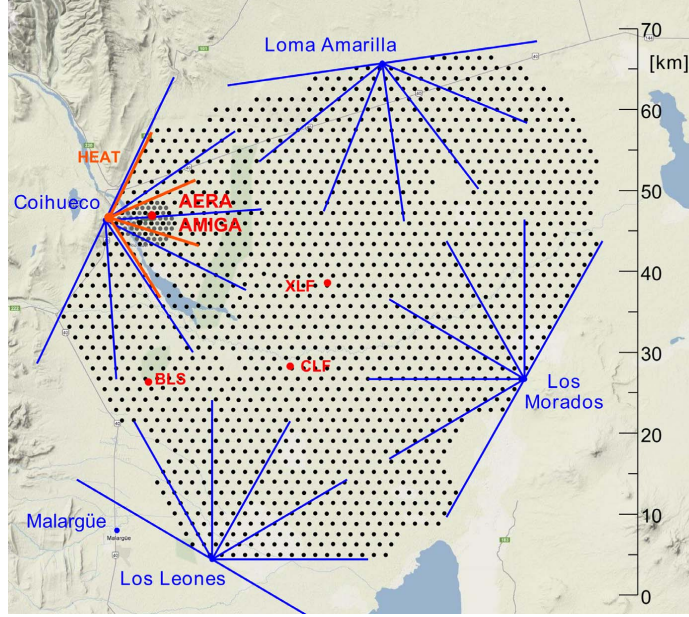 70
Loma Amarilla
[km]
60
HEAT
50
Coihueco
AERA
AMIGA
40
XLF
30
CLF
BLS
Los
Morados
20
Malargüe
Malargüe
10
Los Leones
0